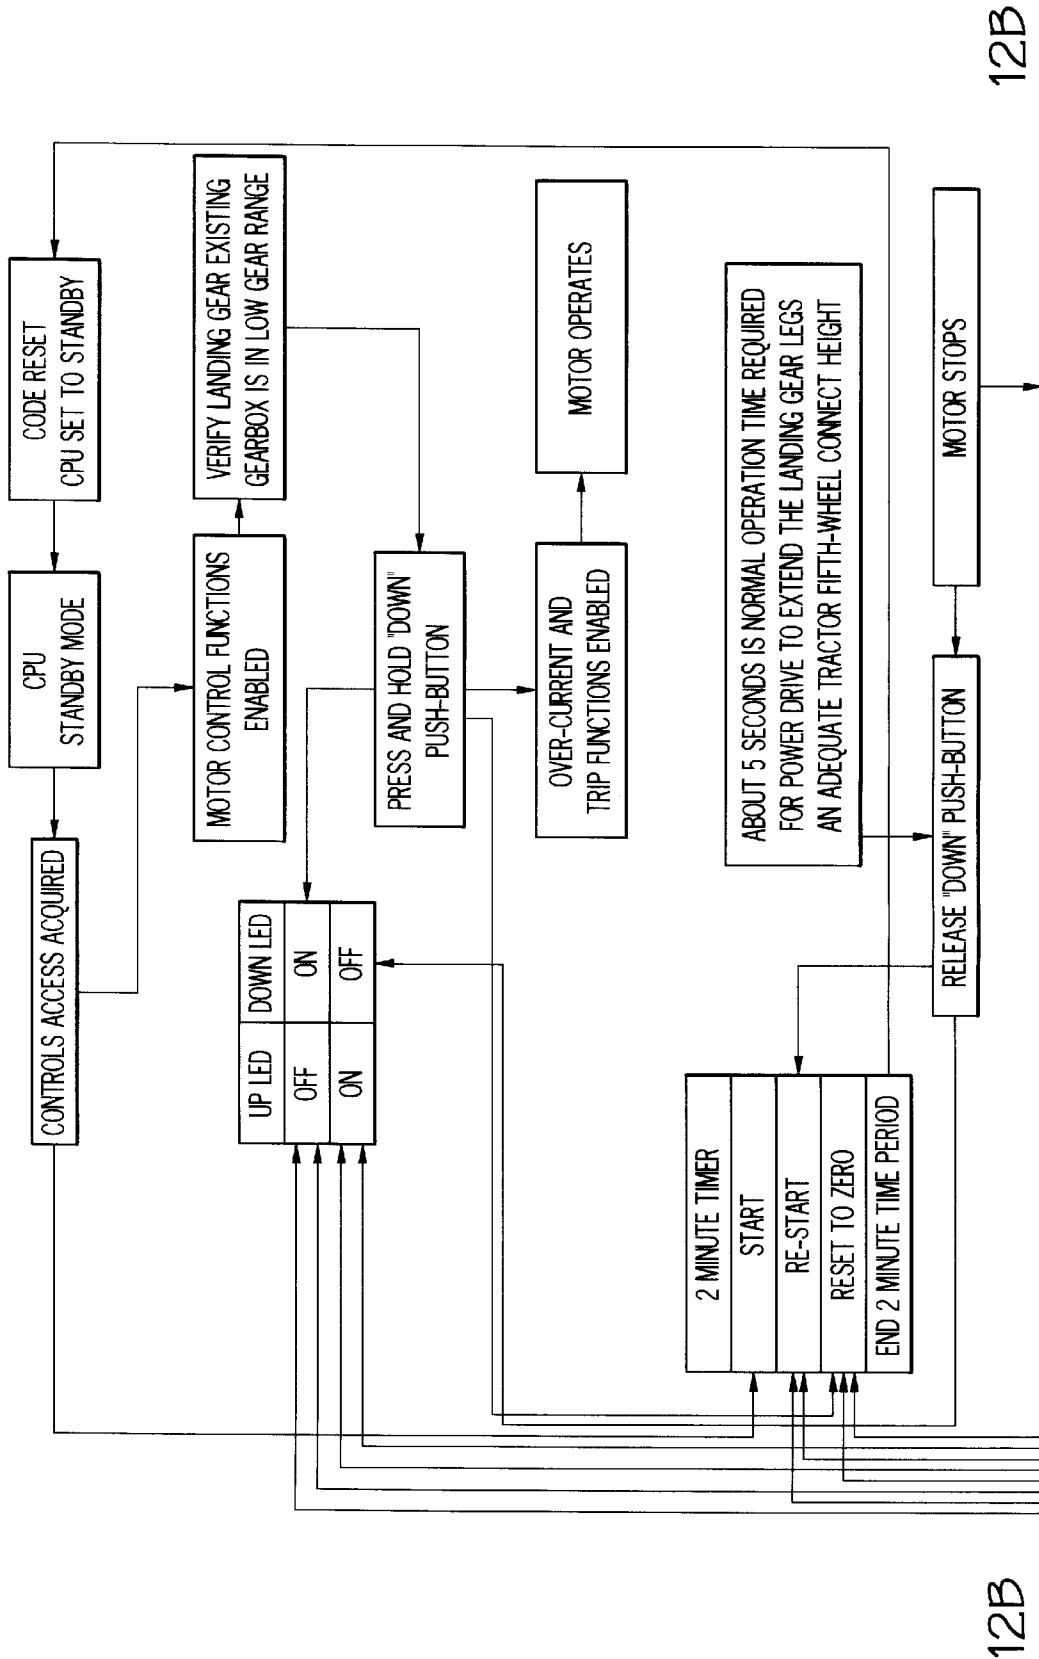 CODE RESET
CPU SET TO STANDBY
CPU
STANDBY MODE
CONTROLS ACCESS ACQUIRED
MOTOR CONTROL FUNCTIONS
ENABLED
VERIFY LANDING GEAR EXISTING
GEARBOX IS IN LOW GEAR RANGE
UP LED DOWN LED
OFF ON
ON OFF
PRESS AND HOLD "DOWN"
PUSH-BUTTON
OVER-CURRENT AND
TRIP FUNCTIONS ENABLED
MOTOR OPERATES
2 MINUTE TIMER
START
RE-START
RESET TO ZERO
END 2 MINUTE TIME PERIOD
ABOUT 5 SECONDS IS NORMAL OPERATION TIME REQUIRED
FOR POWER DRIVE TO EXTEND THE LANDING GEAR LEGS
AN ADEQUATE TRACTOR FIFTH-WHEEL CONNECT HEIGHT
RELEASE "DOWN" PUSH-BUTTON
MOTOR STOPS
12B
12B